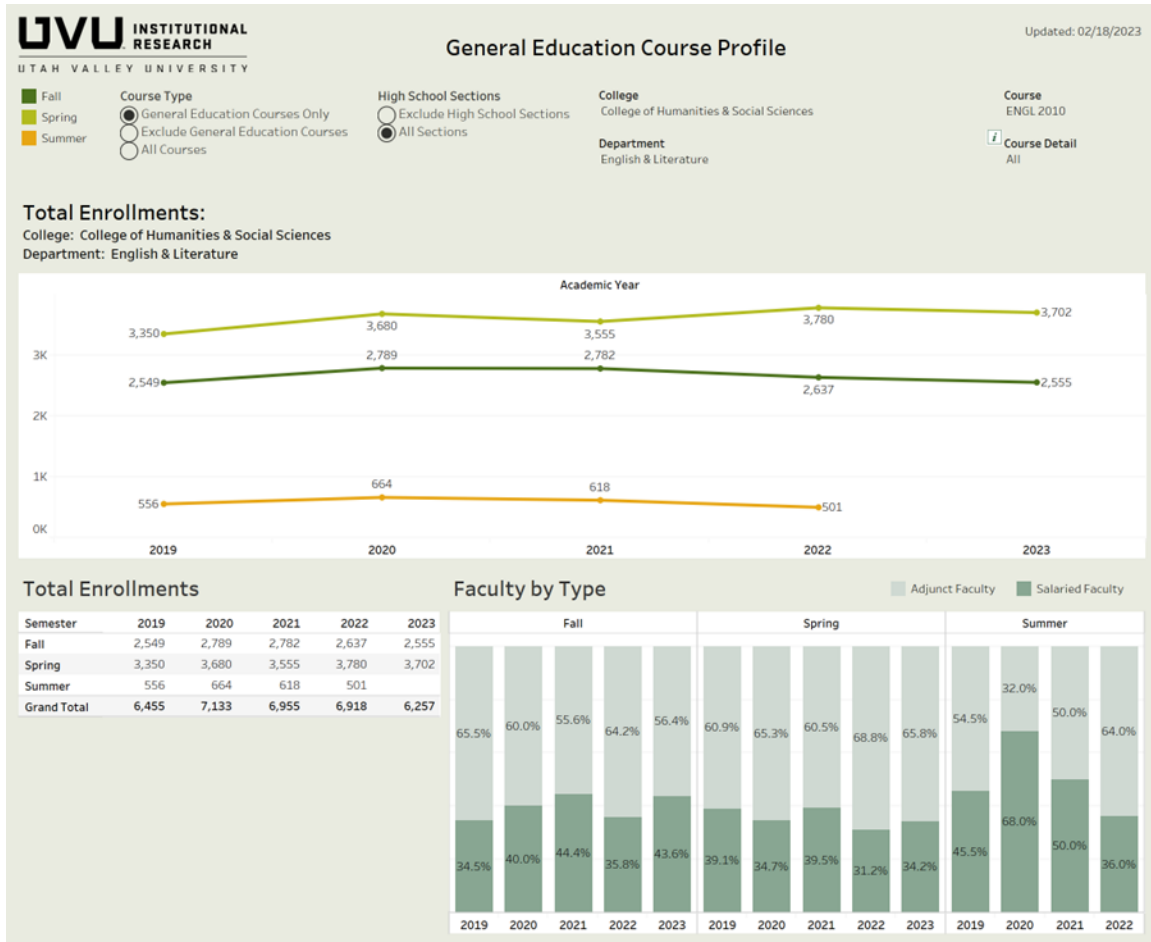 UVU INSTITUTIONAL
RESEARCH
UTAH VALLEY UNIVERSITY
General Education Course Profile
Updated: 02/18/2023
Fall
Spring
Summer
Course Type
General Education Courses Only
Exclude General Education Courses
All Courses
High School Sections
Exclude High School Sections
All Sections
College
College of Humanities & Social Sciences
Department
English & Literature
Course
ENGL 2010
i Course Detail
All
Total Enrollments:
College: College of Humanities & Social Sciences
Department: English & Literature
Academic Year
3,350 3,680 3,555 3,780 3,702
3K
2,549 2,789 2,782 2,637 2,555
2K
1K
556 664 618 501
0K
2019 2020 2021 2022 2023
Total Enrollments
Semester 2019 2020 2021 2022 2023
Fall 2,549 2,789 2,782 2,637 2,555
Spring 3,350 3,680 3,555 3,780 3,702
Summer 556 664 618 501
Grand Total 6,455 7,133 6,955 6,918 6,257
Faculty by Type
Adjunct Faculty Salaried Faculty
Fall Spring Summer
65.5% 60.0% 55.6% 64.2% 56.4% 60.9% 65.3% 60.5% 68.8% 65.8% 54.5% 32.0% 50.0% 64.0%
34.5% 40.0% 44.4% 35.8% 43.6% 39.1% 34.7% 39.5% 31.2% 34.2% 45.5% 68.0% 50.0% 36.0%
2019 2020 2021 2022 2023 2019 2020 2021 2022 2023 2019 2020 2021 2022